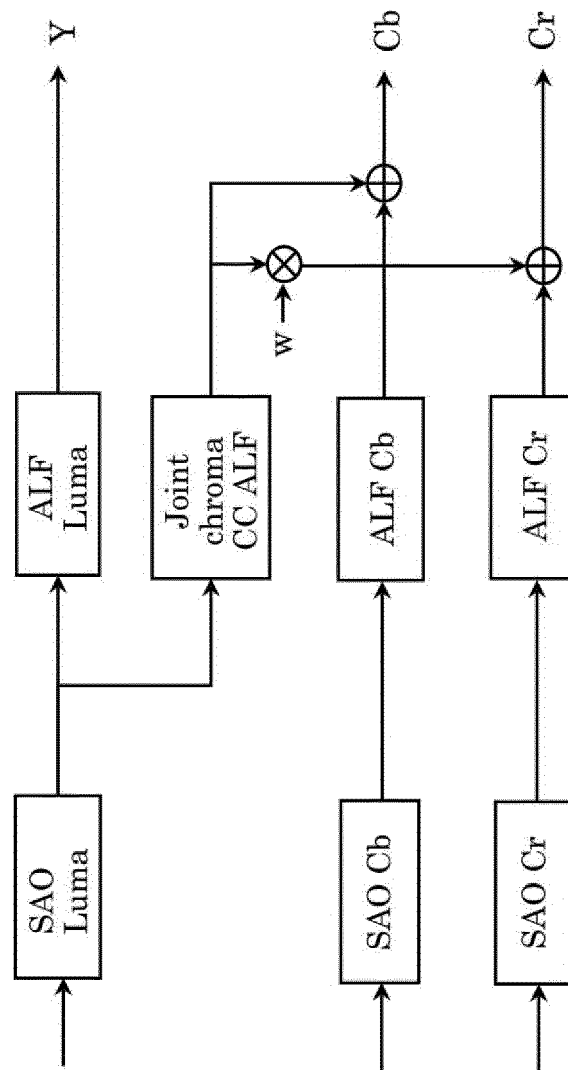 SAO
Luma
ALF
Luma
Y
Joint
chroma
CC ALF
w
SAO Cb
ALF Cb
Cb
SAO Cr
ALF Cr
Cr